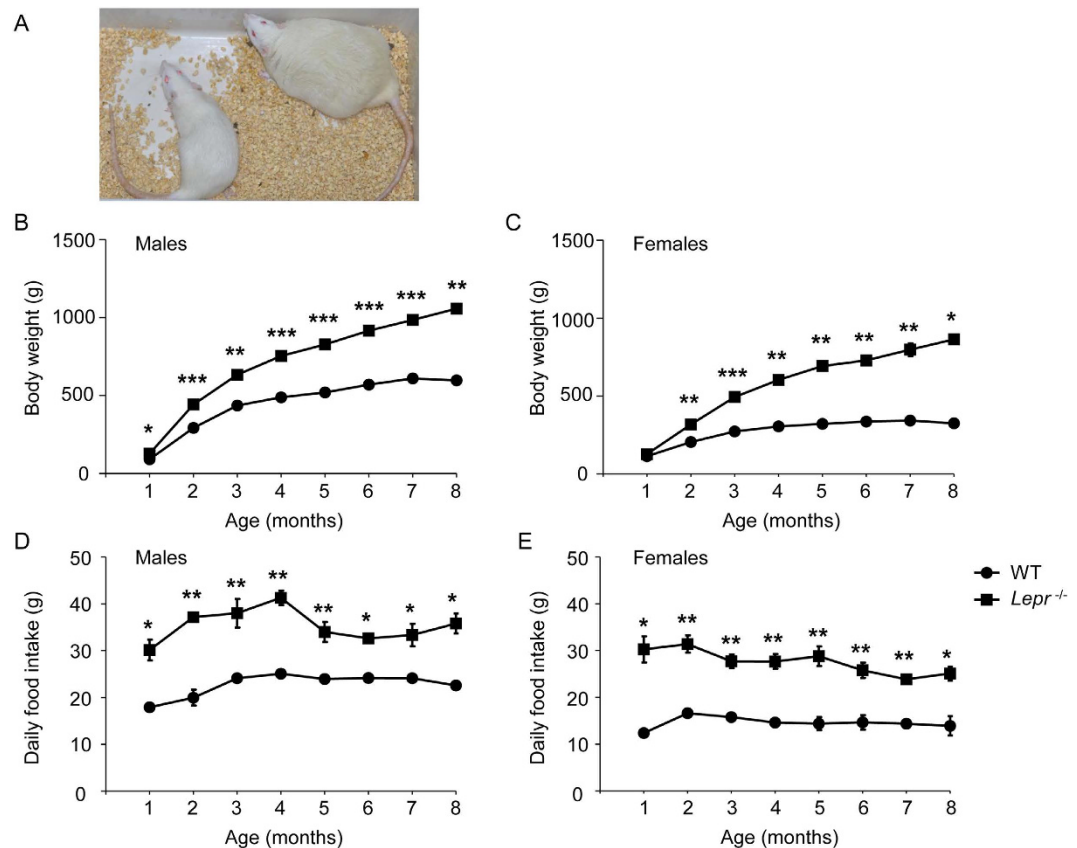 A
B
Males
Body weight (g)
1500
1000
500
0
* *** ** *** *** *** *** **
1 2 3 4 5 6 7 8
Age (months)
C
Females
Body weight (g)
1500
1000
500
0
** *** ** ** ** ** *
1 2 3 4 5 6 7 8
Age (months)
D
Males
Daily food intake (g)
50
40
30
20
10
0
* ** ** ** ** * * *
1 2 3 4 5 6 7 8
Age (months)
E
Females
Daily food intake (g)
50
40
30
20
10
0
* ** ** ** ** ** ** *
1 2 3 4 5 6 7 8
Age (months)
WT
Lepr -/-